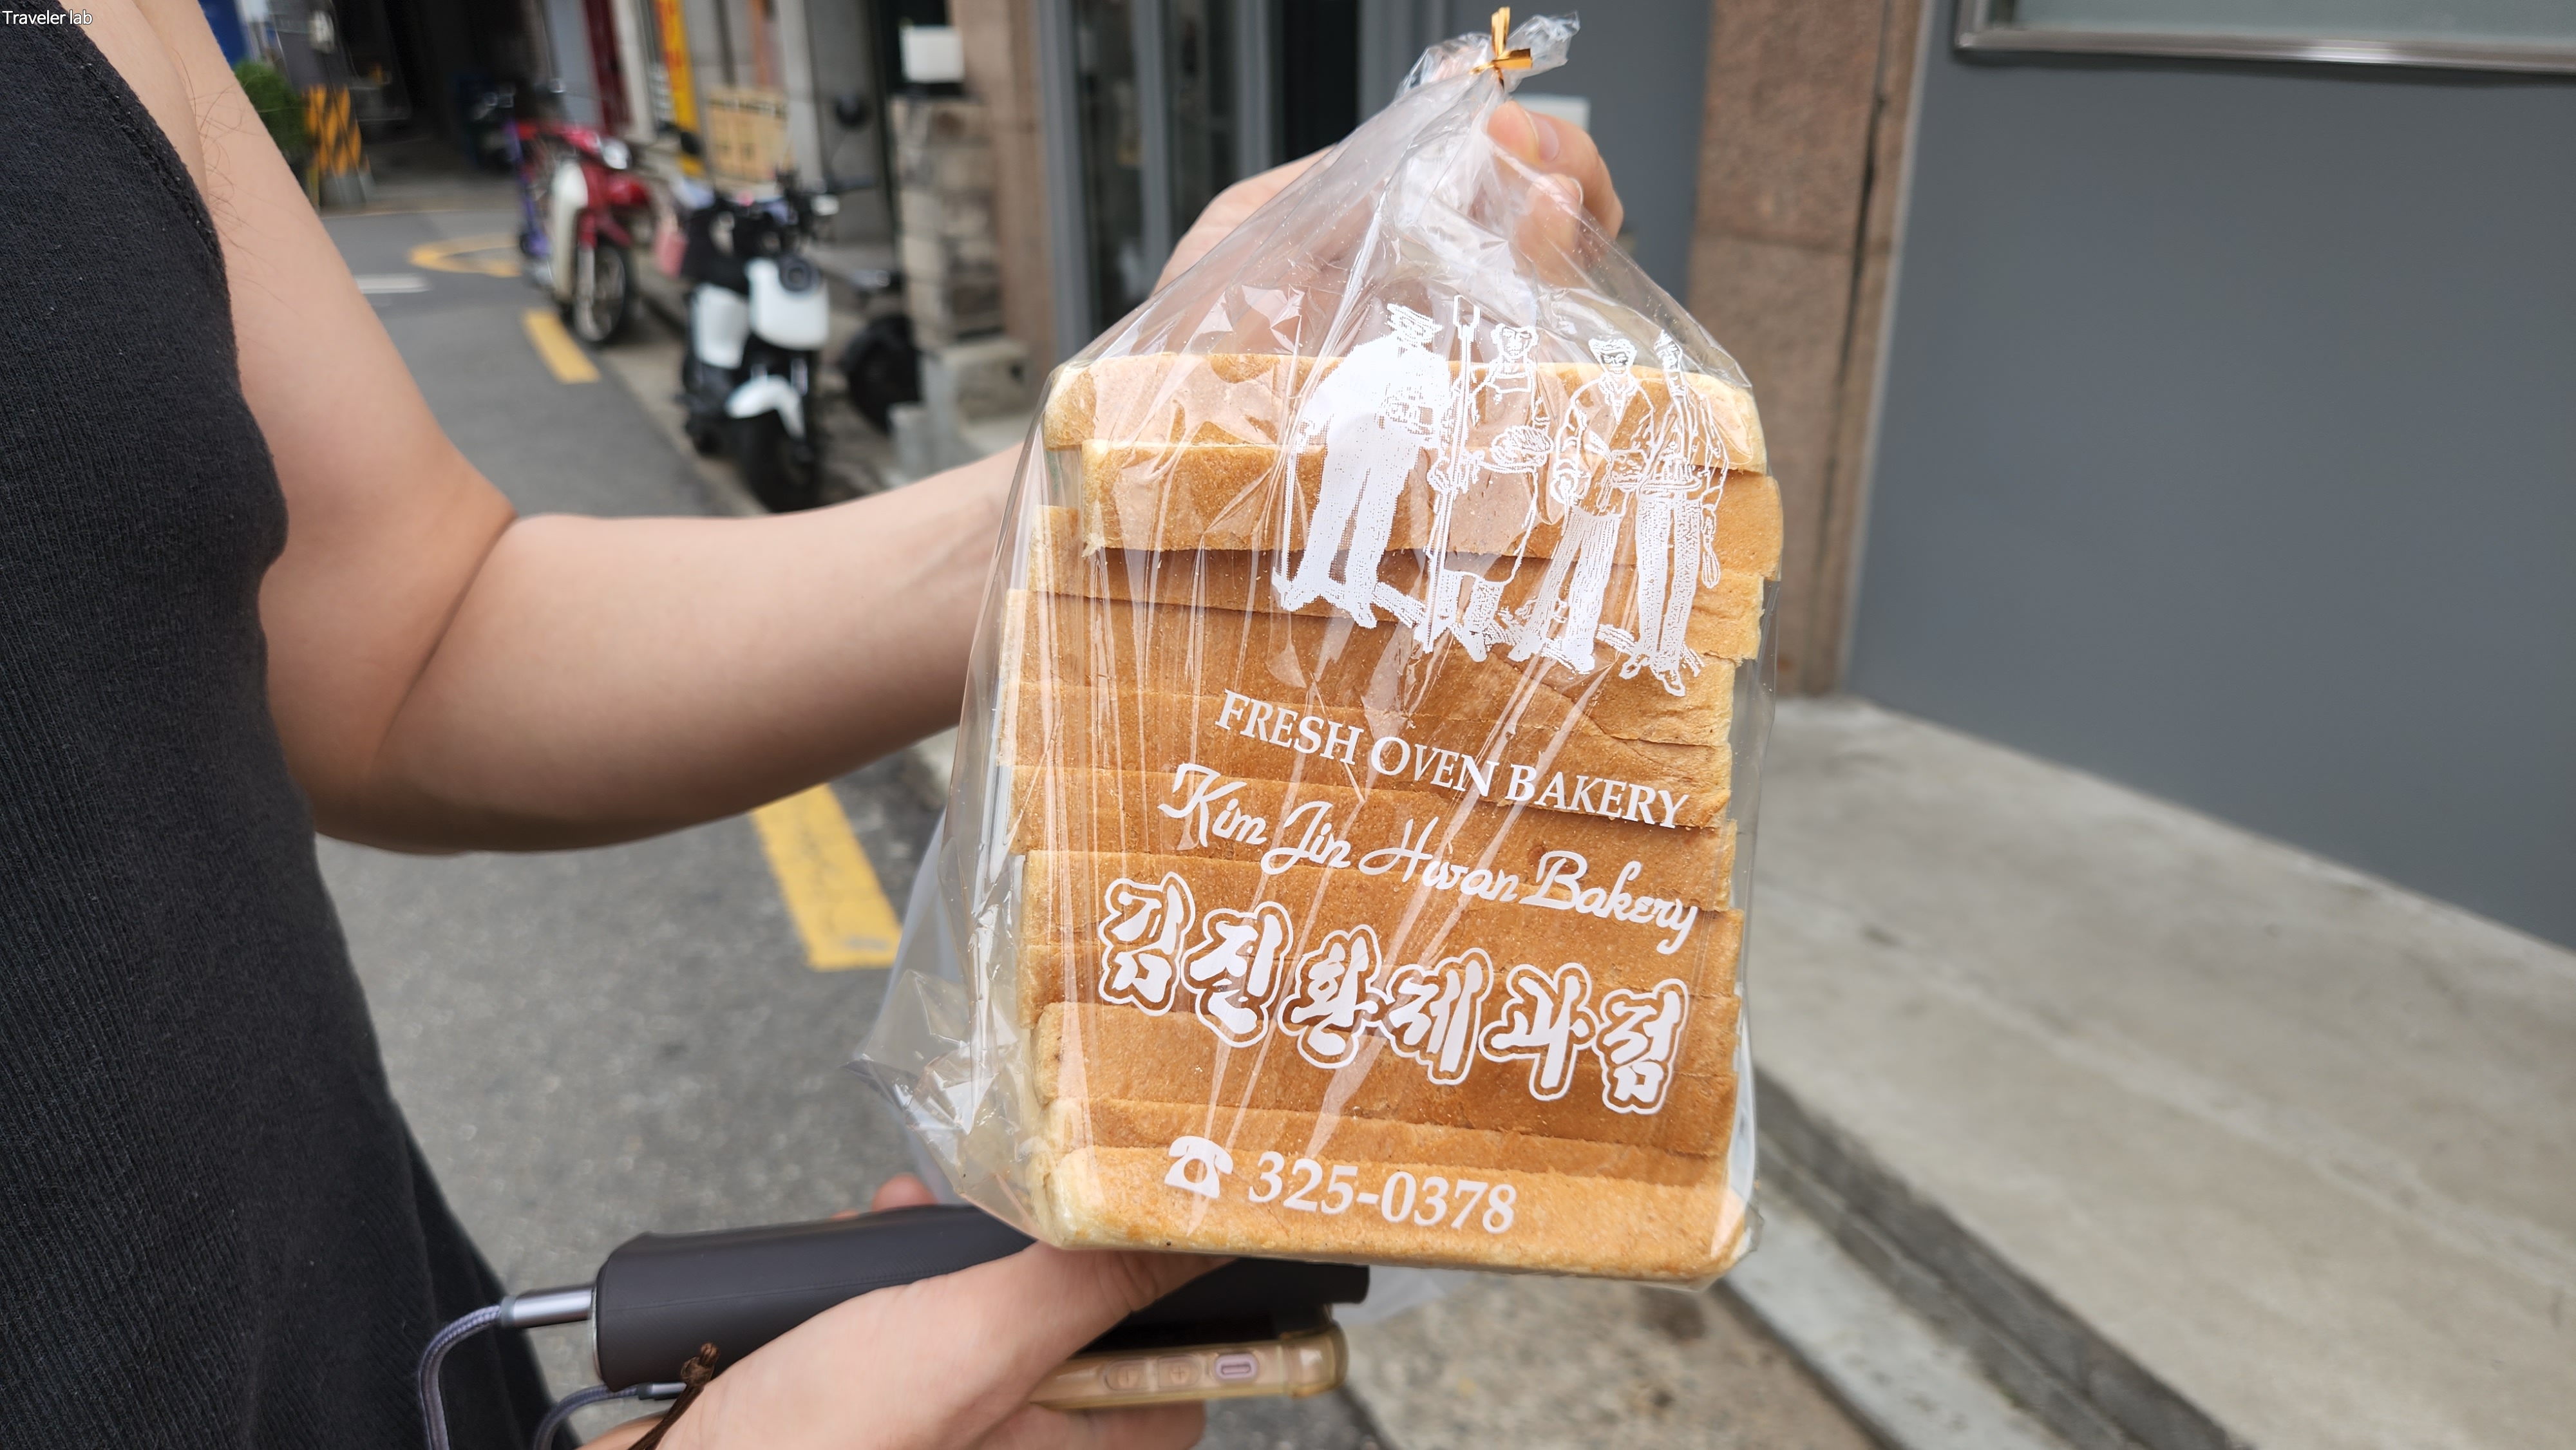 Traveler lab
FRESH OVEN BAKERY
Kim Jin Hwan Bakery
김진환제과점
☎ 325-0378